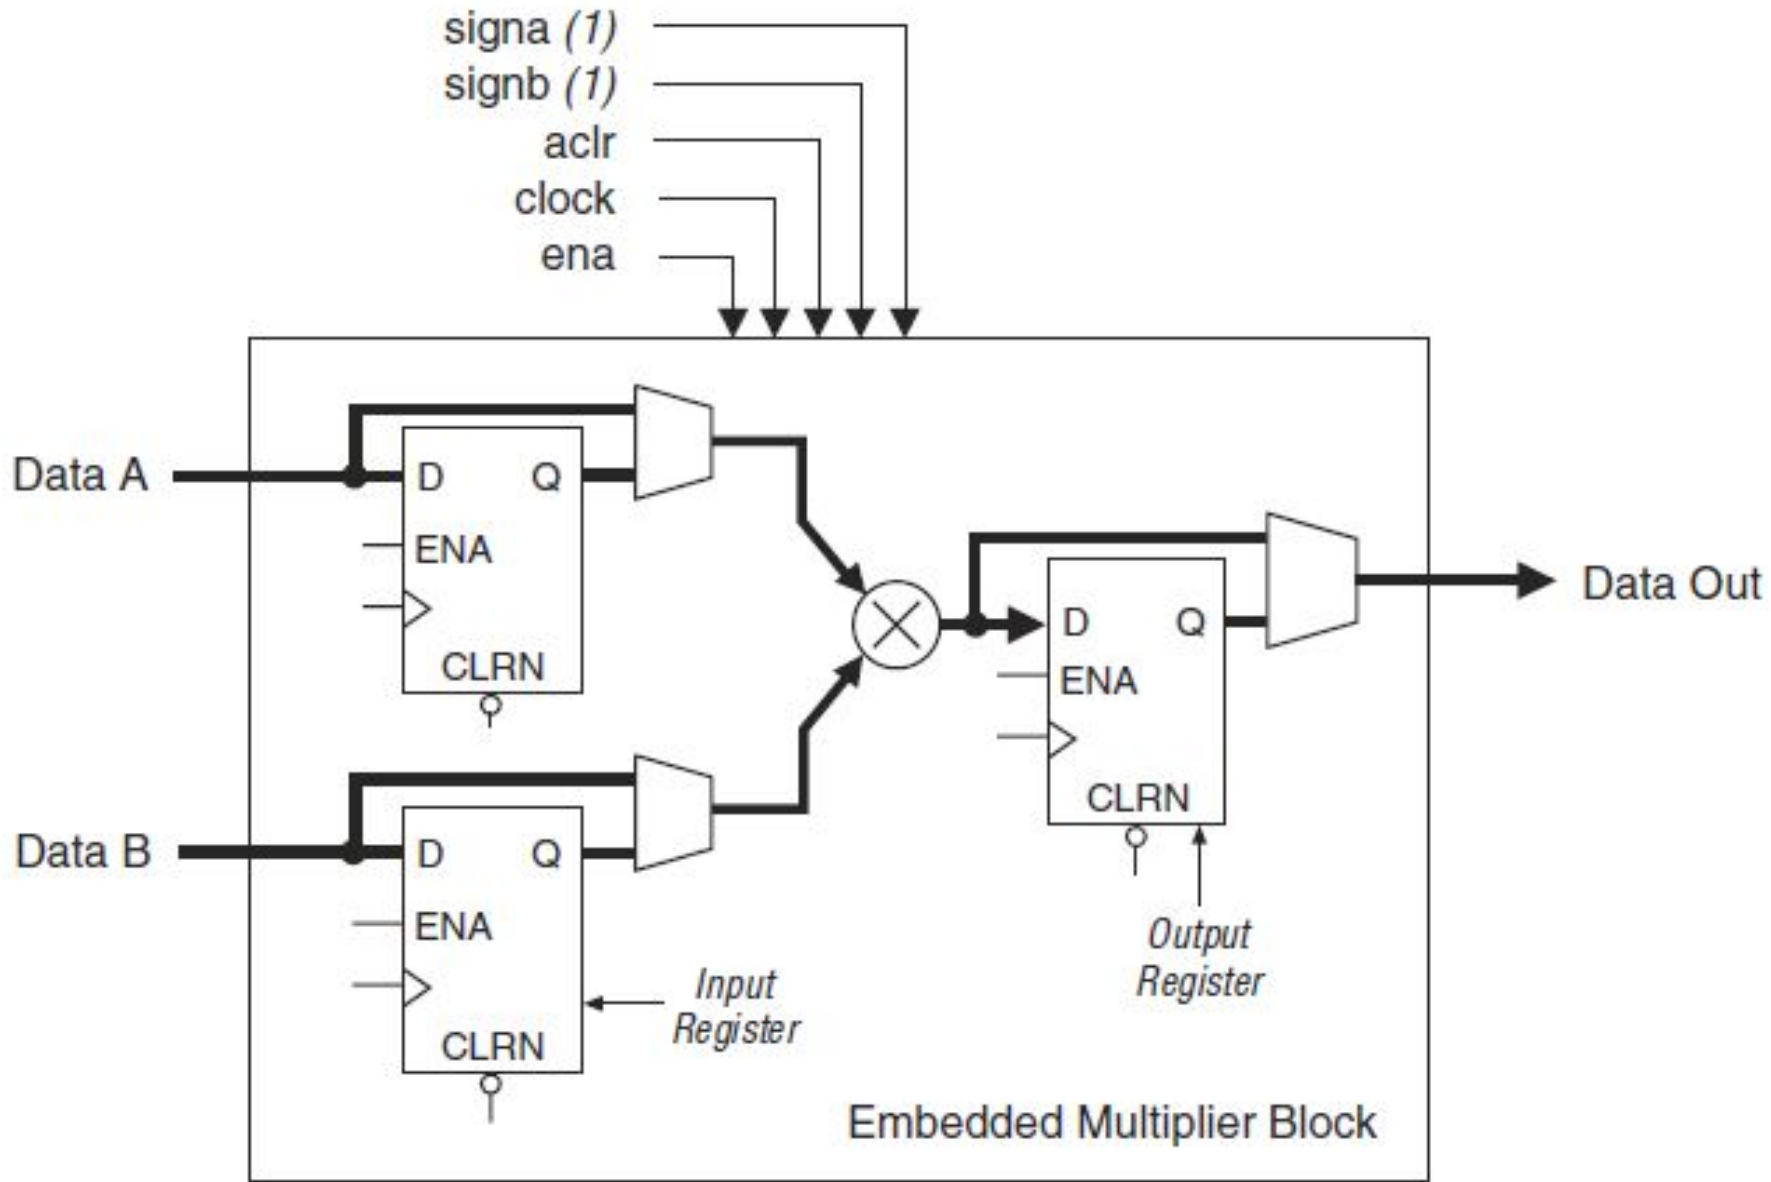 signa (1)
signb (1)
aclr
clock
ena
Data A
D
Q
ENA
CLRN
Data B
D
Q
ENA
CLRN
Input
Register
D
Q
ENA
CLRN
Output
Register
Data Out
Embedded Multiplier Block